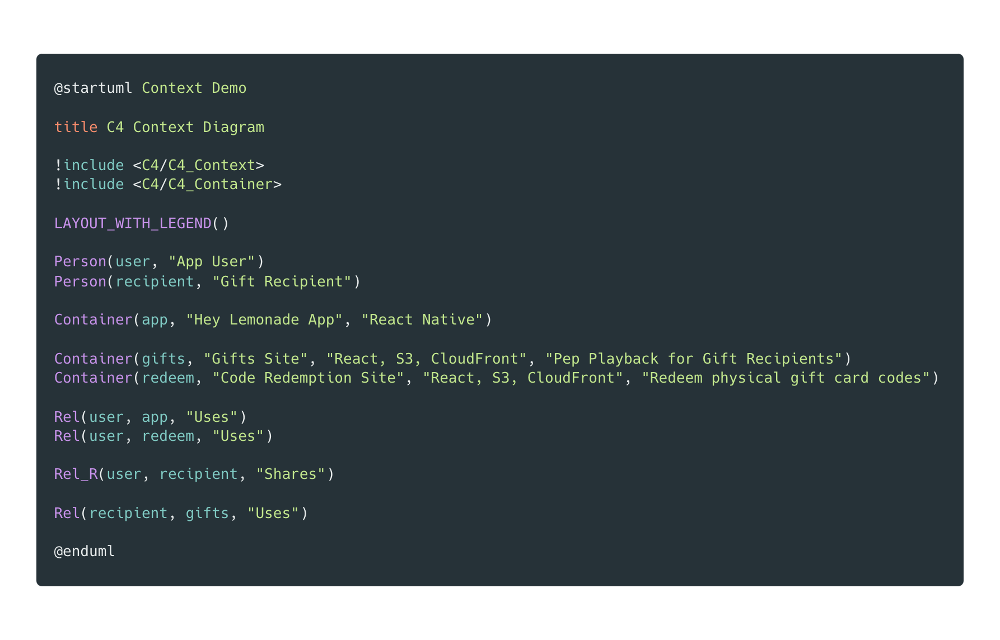 @startuml Context Demo
title C4 Context Diagram
!include <C4/C4_Context>
!include <C4/C4_Container>
LAYOUT_WITH_LEGEND()
Person(user, "App User")
Person(recipient, "Gift Recipient")
Container(app, "Hey Lemonade App", "React Native")
Container(gifts, "Gifts Site", "React, S3, CloudFront", "Pep Playback for Gift Recipients")
Container(redeem, "Code Redemption Site", "React, S3, CloudFront", "Redeem physical gift card codes")
Rel(user, app, "Uses")
Rel(user, redeem, "Uses")
Rel_R(user, recipient, "Shares")
Rel(recipient, gifts, "Uses")
@enduml